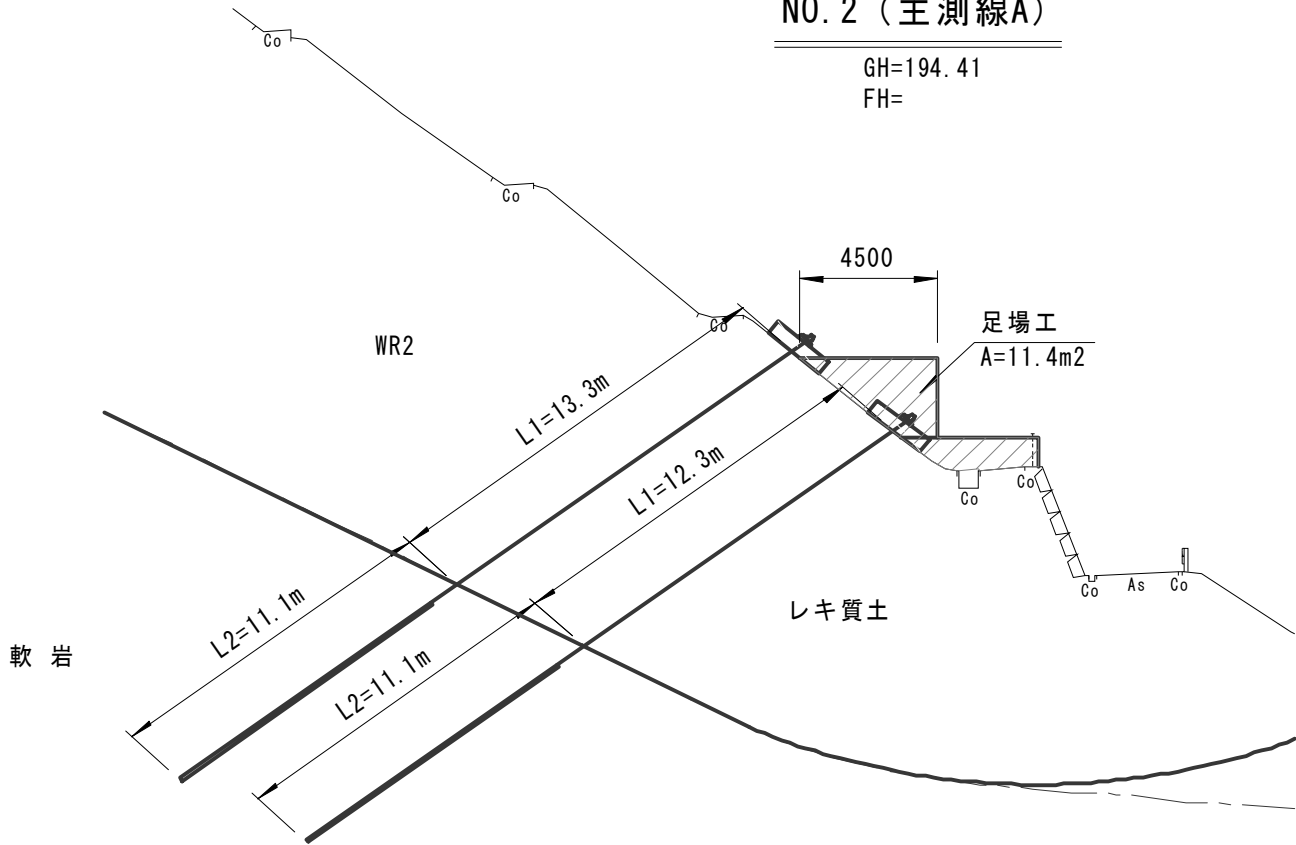 NO.2（主測線A）
GH=194.41
FH=
Co
Co
4500
足場工
A=11.4m2
Co
WR2
L1=13.3m
L1=12.3m
Co
Co
Co
As
Co
レキ質土
L2=11.1m
L2=11.1m
軟 岩